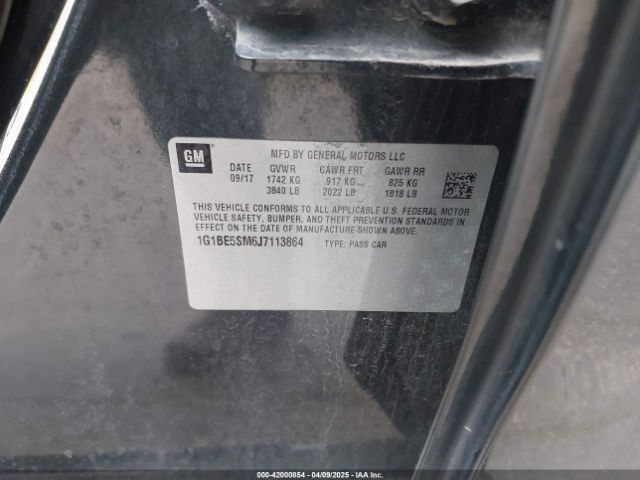 GM
MFD BY GENERAL MOTORS LLC
DATE GVWR GAWR FRT GAWR RR
09/17 1742 KG 917 KG 825 KG
3840 LB 2022 LB 1818 LB
THIS VEHICLE CONFORMS TO ALL APPLICABLE U.S. FEDERAL MOTOR
VEHICLE SAFETY, BUMPER, AND THEFT PREVENTION STANDARDS
IN EFFECT ON THE DATE OF MANUFACTURE SHOWN ABOVE.
1G1BE5SM6J7113864 TYPE: PASS CAR
000-42000854 | 04/09/2025 | IAA Inc.